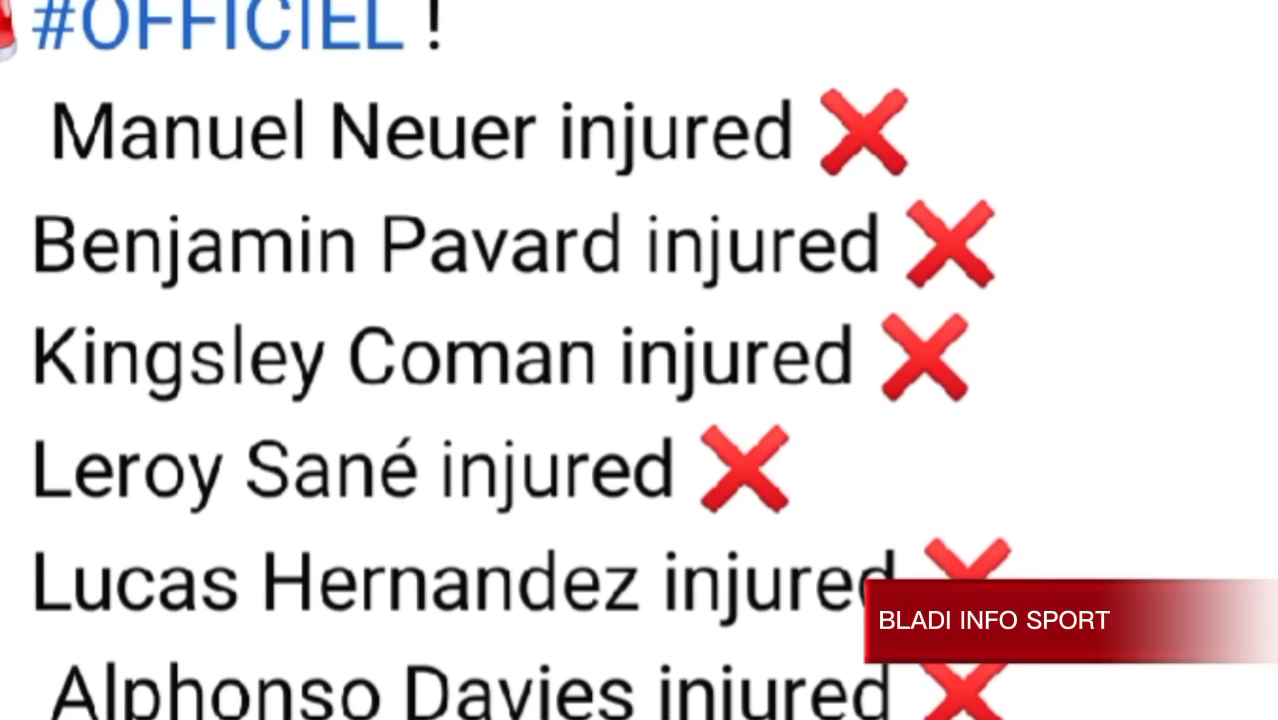 #OFFICIEL !
Manuel Neuer injured ❌
Benjamin Pavard injured ❌
Kingsley Coman injured ❌
Leroy Sané injured ❌
Lucas Hernandez injured ❌
BLADI INFO SPORT
Alphonso Davies injured ❌